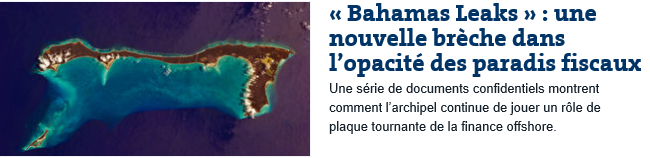 « Bahamas Leaks » : une
nouvelle brèche dans
l’opacité des paradis fiscaux
Une série de documents confidentiels montrent
comment l’archipel continue de jouer un rôle de
plaque tournante de la finance offshore.